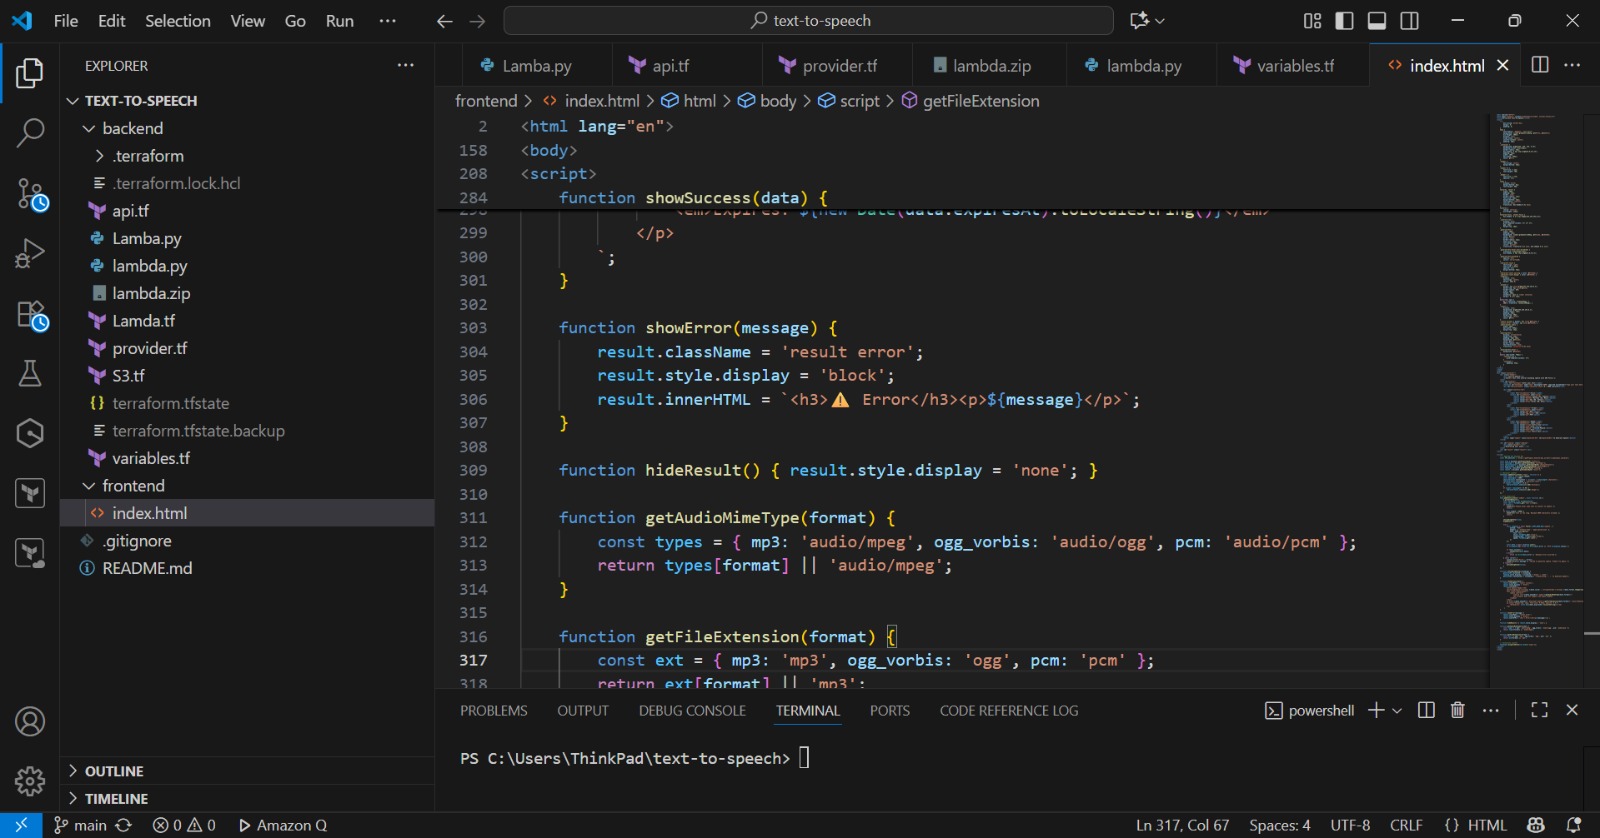 File Edit Selection View Go Run ···
text-to-speech
EXPLORER ···
TEXT-TO-SPEECH
backend
.terraform
.terraform.lock.hcl
api.tf
Lamba.py
lambda.py
lambda.zip
Lamda.tf
provider.tf
S3.tf
{} terraform.tfstate
terraform.tfstate.backup
variables.tf
frontend
<> index.html
.gitignore
README.md
OUTLINE
TIMELINE
Lamba.py api.tf provider.tf lambda.zip lambda.py variables.tf <> index.html ···
frontend > <> index.html > html > body > script > getFileExtension
2 <html lang="en">
158 <body>
208 <script>
284 function showSuccess(data) {
298 <em>Expires: ${new Date(data.expiresAt).toLocaleString()}</em>
299 </p>
300 `;
301 }
302
303 function showError(message) {
304 result.className = 'result error';
305 result.style.display = 'block';
306 result.innerHTML = `<h3>⚠️ Error</h3><p>${message}</p>`;
307 }
308
309 function hideResult() { result.style.display = 'none'; }
310
311 function getAudioMimeType(format) {
312 const types = { mp3: 'audio/mpeg', ogg_vorbis: 'audio/ogg', pcm: 'audio/pcm' };
313 return types[format] || 'audio/mpeg';
314 }
315
316 function getFileExtension(format) {
317 const ext = { mp3: 'mp3', ogg_vorbis: 'ogg', pcm: 'pcm' };
318 return ext[format] || 'mp3';
PROBLEMS OUTPUT DEBUG CONSOLE TERMINAL PORTS CODE REFERENCE LOG powershell ···
PS C:\Users\ThinkPad\text-to-speech>
main 0 0 Amazon Q Ln 317, Col 67 Spaces: 4 UTF-8 CRLF {} HTML